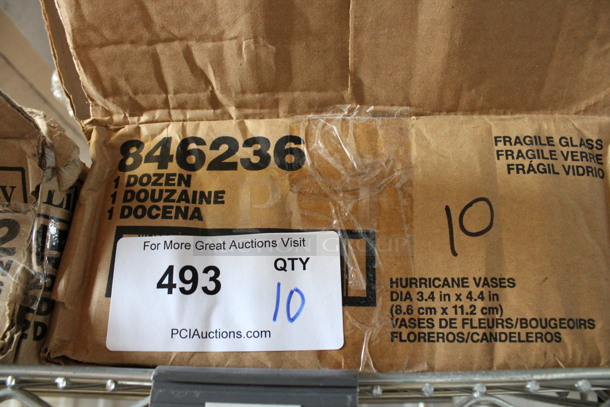 846236
1 DOZEN
1 DOUZAINE
1 DOCENA
FRAGILE GLASS
FRAGILE VERRE
FRÁGIL VIDRIO
10
For More Great Auctions Visit
493
QTY
10
PCIAuctions.com
HURRICANE VASES
DIA 3.4 in x 4.4 in
(8.6 cm x 11.2 cm)
VASES DE FLEURS/BOUGEOIRS
FLOREROS/CANDELEROS